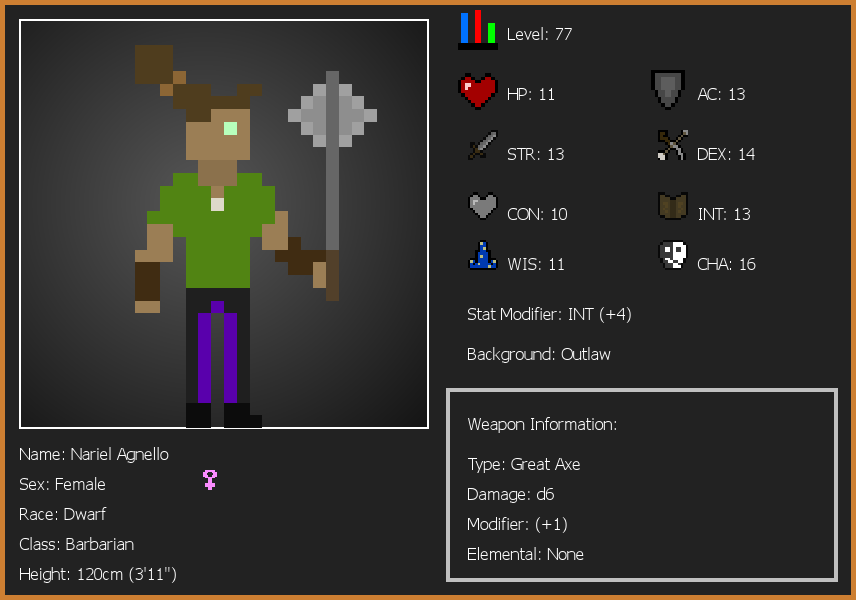 Level: 77
HP: 11
AC: 13
STR: 13
DEX: 14
CON: 10
INT: 13
WIS: 11
CHA: 16
Stat Modifier: INT (+4)
Background: Outlaw
Weapon Information:
Type: Great Axe
Damage: d6
Modifier: (+1)
Elemental: None
Name: Nariel Agnello
Sex: Female
Race: Dwarf
Class: Barbarian
Height: 120cm (3'11")